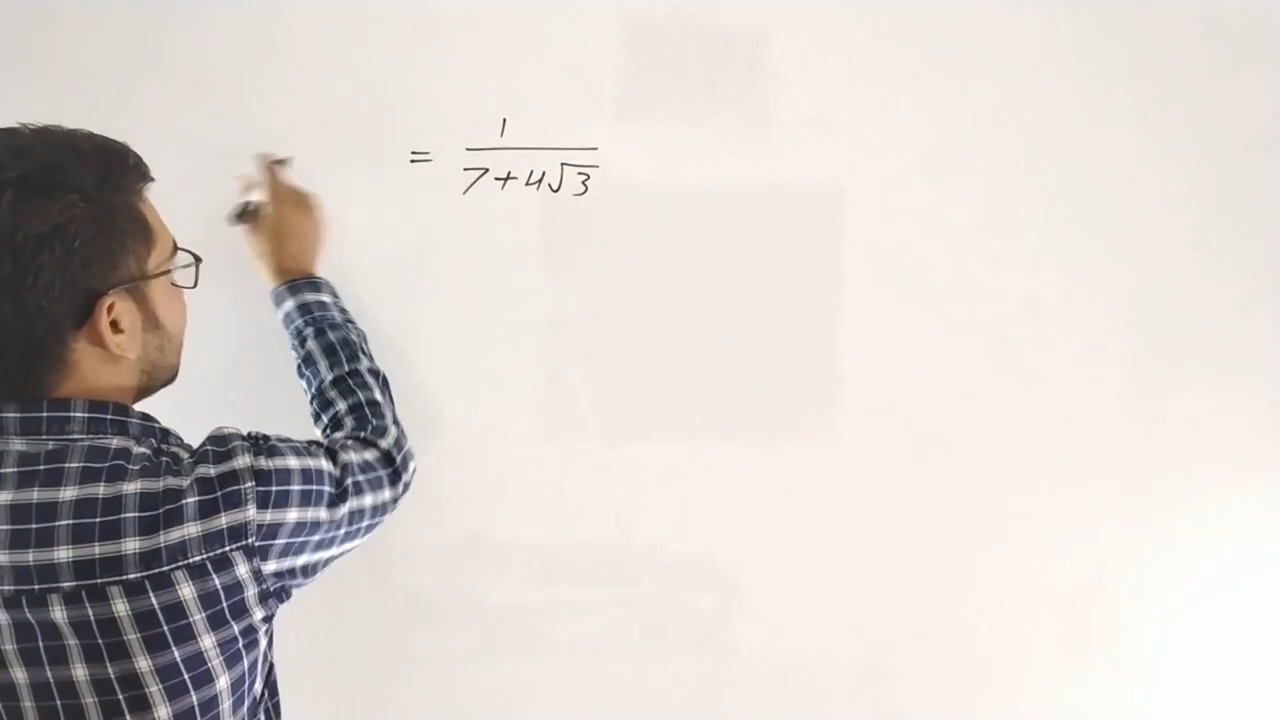 = 1/(7+4√3)